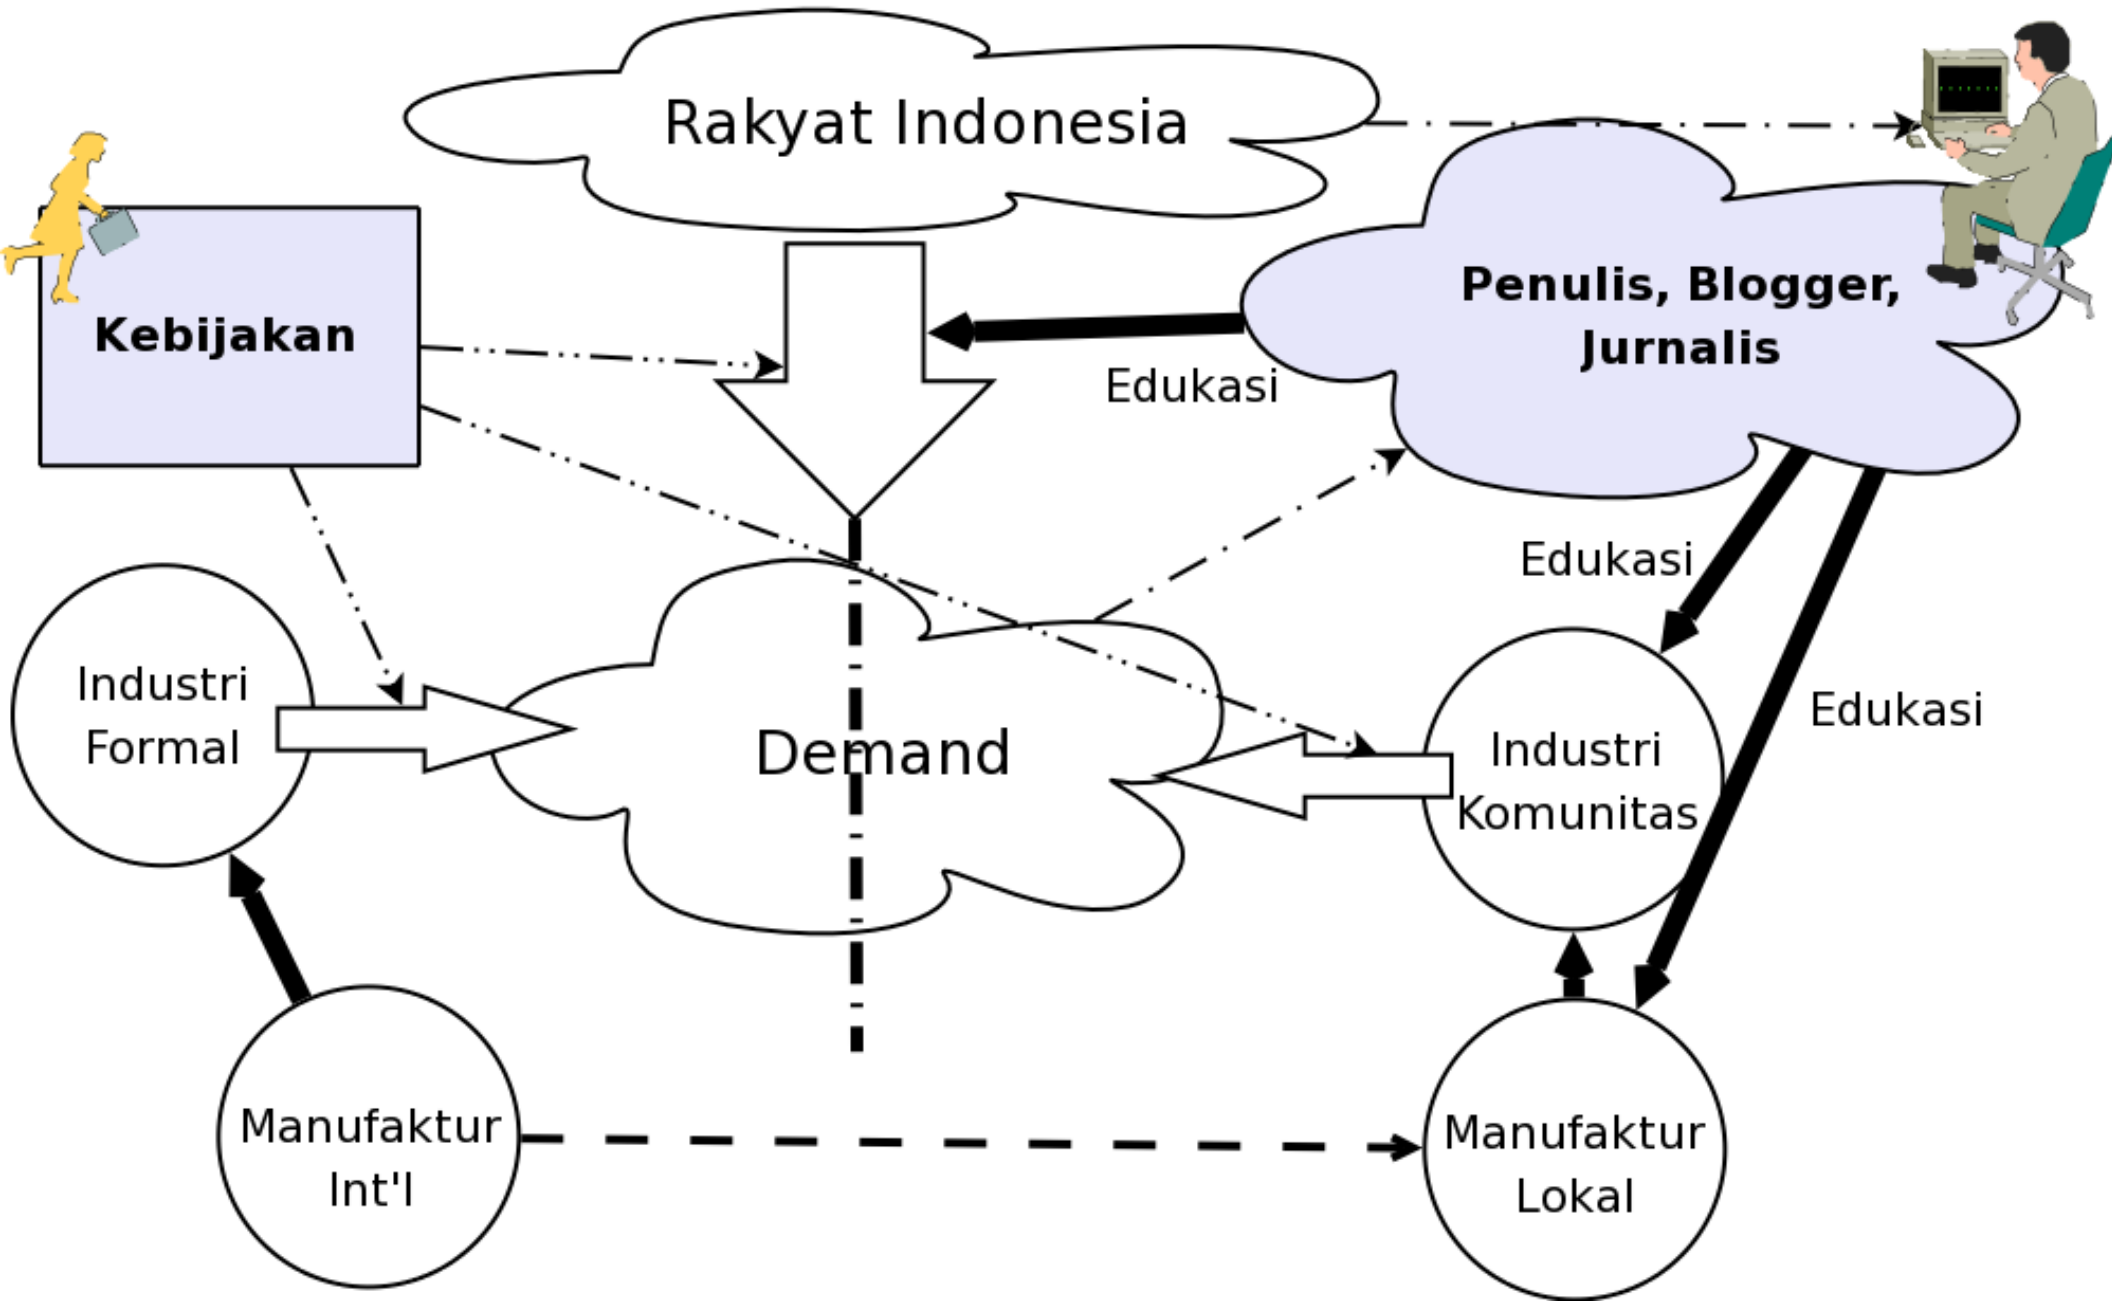 Rakyat Indonesia
Kebijakan
Penulis, Blogger,
Jurnalis
Edukasi
Edukasi
Edukasi
Industri
Formal
Demand
Industri
Komunitas
Manufaktur
Int'l
Manufaktur
Lokal